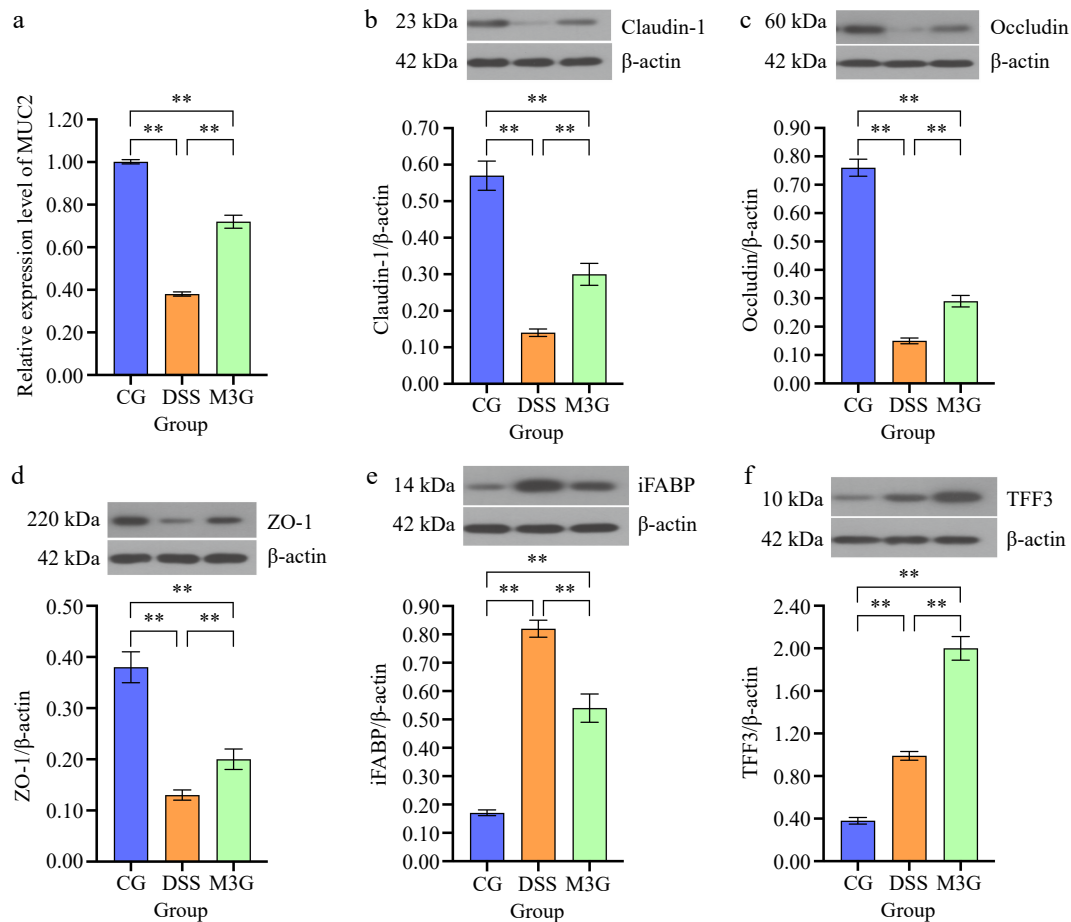 a
** 
** **
Relative expression level of MUC2
1.20
1.00
0.80
0.60
0.40
0.20
0.00
CG DSS M3G
Group
b
23 kDa Claudin-1
42 kDa β-actin
**
** **
Claudin-1/β-actin
0.70
0.60
0.50
0.40
0.30
0.20
0.10
0.00
CG DSS M3G
Group
c
60 kDa Occludin
42 kDa β-actin
**
** **
Occludin/β-actin
0.90
0.80
0.70
0.60
0.50
0.40
0.30
0.20
0.10
0.00
CG DSS M3G
Group
d
220 kDa ZO-1
42 kDa β-actin
**
** **
ZO-1/β-actin
0.50
0.40
0.30
0.20
0.10
0.00
CG DSS M3G
Group
e
14 kDa iFABP
42 kDa β-actin
**
** **
iFABP/β-actin
0.90
0.80
0.70
0.60
0.50
0.40
0.30
0.20
0.10
0.00
CG DSS M3G
Group
f
10 kDa TFF3
42 kDa β-actin
**
** **
TFF3/β-actin
2.40
2.00
1.60
1.20
0.80
0.40
0.00
CG DSS M3G
Group